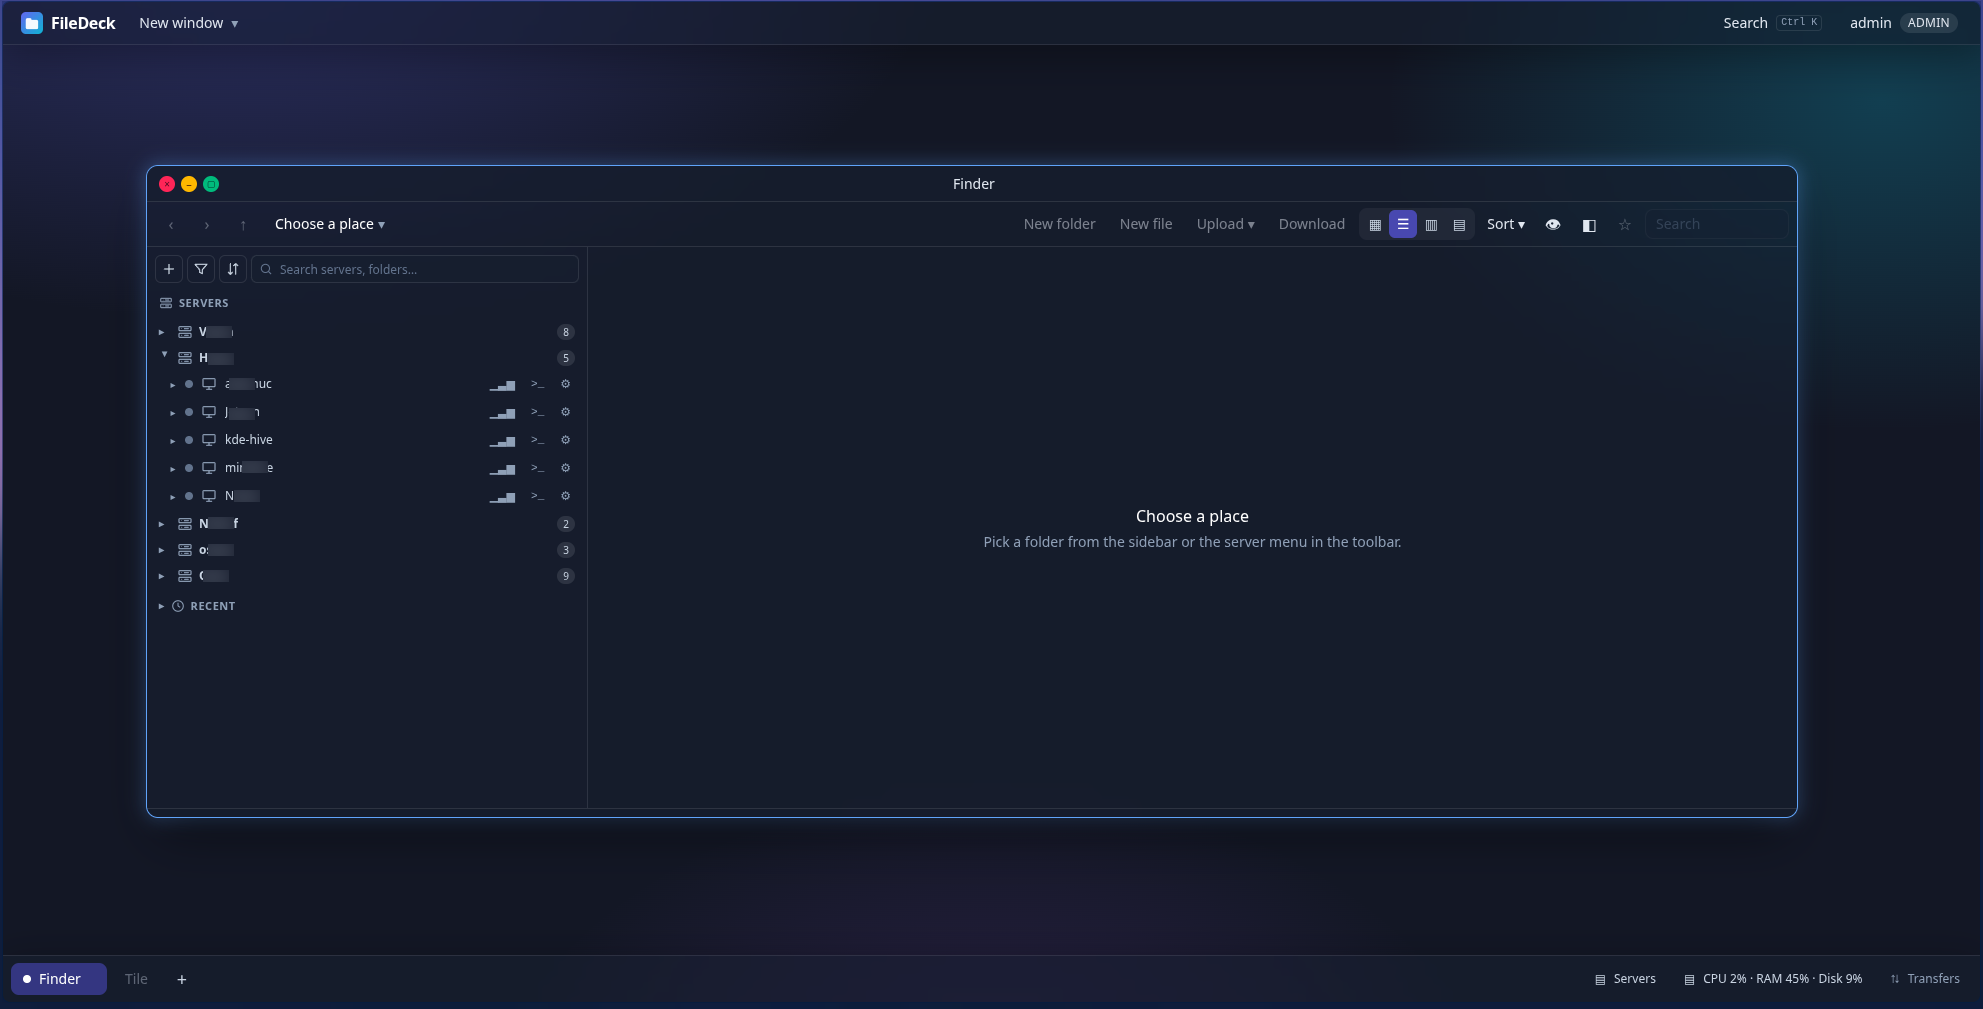 FileDeck New window ▾ Search Ctrl K admin ADMIN
Finder
Choose a place ▾ New folder New file Upload ▾ Download Sort ▾ Search
Search servers, folders...
SERVERS
8
5
>_
>_
kde-hive >_
>_
>_
2
3
9
RECENT
Choose a place
Pick a folder from the sidebar or the server menu in the toolbar.
Finder Tile + Servers CPU 2% · RAM 45% · Disk 9% Transfers